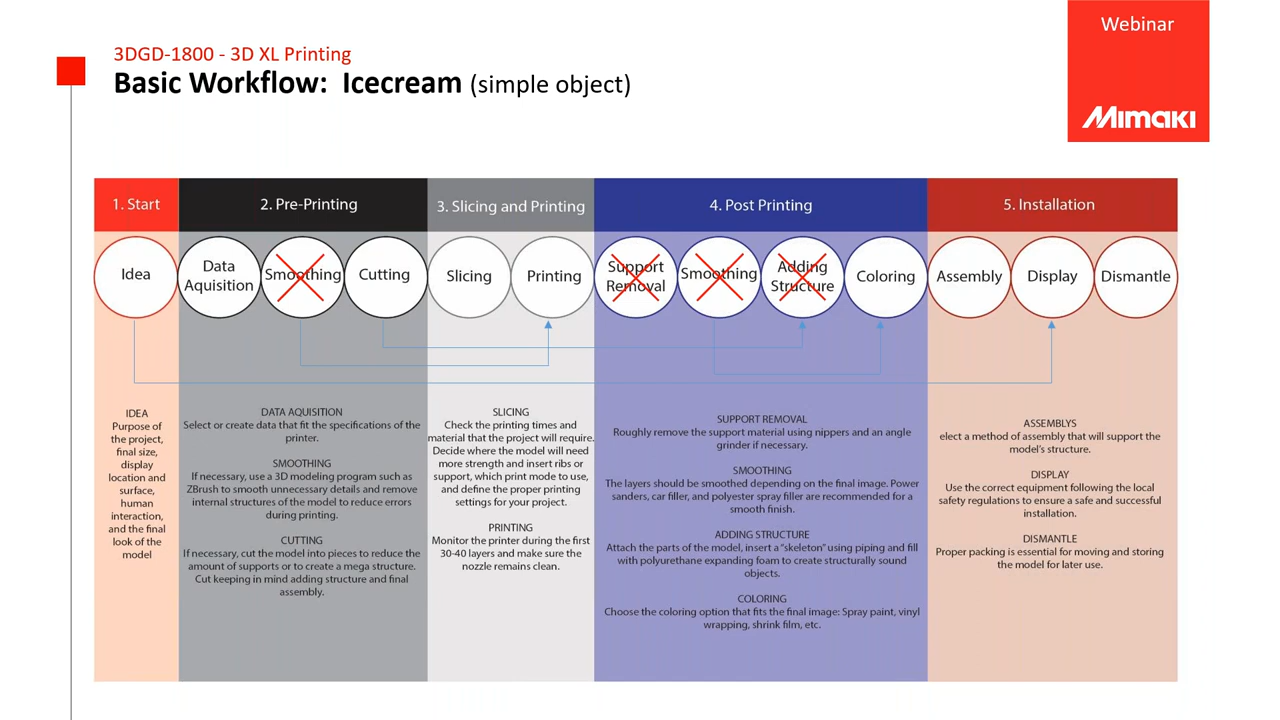 Webinar
Mimaki
3DGD-1800 - 3D XL Printing
Basic Workflow: Icecream (simple object)
1. Start
2. Pre-Printing
3. Slicing and Printing
4. Post Printing
5. Installation
Idea
Data
Aquisition
Smoothing
Cutting
Slicing
Printing
Support
Removal
Smoothing
Adding
Structure
Coloring
Assembly
Display
Dismantle
IDEA
Purpose of
the project,
final size,
display
location and
surface,
human
interaction,
and the final
look of the
model
DATA AQUISITION
Select or create data that fit the specifications of the
printer.
SMOOTHING
If necessary, use a 3D modeling program such as
ZBrush to smooth unnecessary details and remove
internal structures of the model to reduce errors
during printing.
CUTTING
If necessary, cut the model into pieces to reduce the
amount of supports or to create a mega structure.
Cut keeping in mind adding structure and final
assembly.
SLICING
Check the printing times and
material that the project will require.
Decide where the model will need
more strength and insert ribs or
support, which print mode to use,
and define the proper printing
settings for your project.
PRINTING
Monitor the printer during the first
30-40 layers and make sure the
nozzle remains clean.
SUPPORT REMOVAL
Roughly remove the support material using nippers and an angle
grinder if necessary.
SMOOTHING
The layers should be smoothed depending on the final image. Power
sanders, car filler, and polyester spray filler are recommended for a
smooth finish.
ADDING STRUCTURE
Attach the parts of the model, insert a "skeleton" using piping and fill
with polyurethane expanding foam to create structurally sound
objects.
COLORING
Choose the coloring option that fits the final image: Spray paint, vinyl
wrapping, shrink film, etc.
ASSEMBLYS
elect a method of assembly that will support the
model's structure.
DISPLAY
Use the correct equipment following the local
safety regulations to ensure a safe and successful
installation.
DISMANTLE
Proper packing is essential for moving and storing
the model for later use.